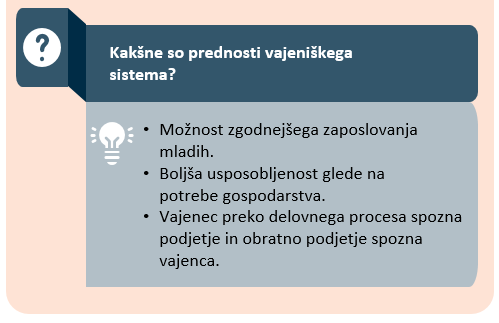 Kakšne so prednosti vajeniškega
sistema?
• Možnost zgodnejšega zaposlovanja
mladih.
• Boljša usposobljenost glede na
potrebe gospodarstva.
• Vajenec preko delovnega procesa spozna
podjetje in obratno podjetje spozna
vajenca.